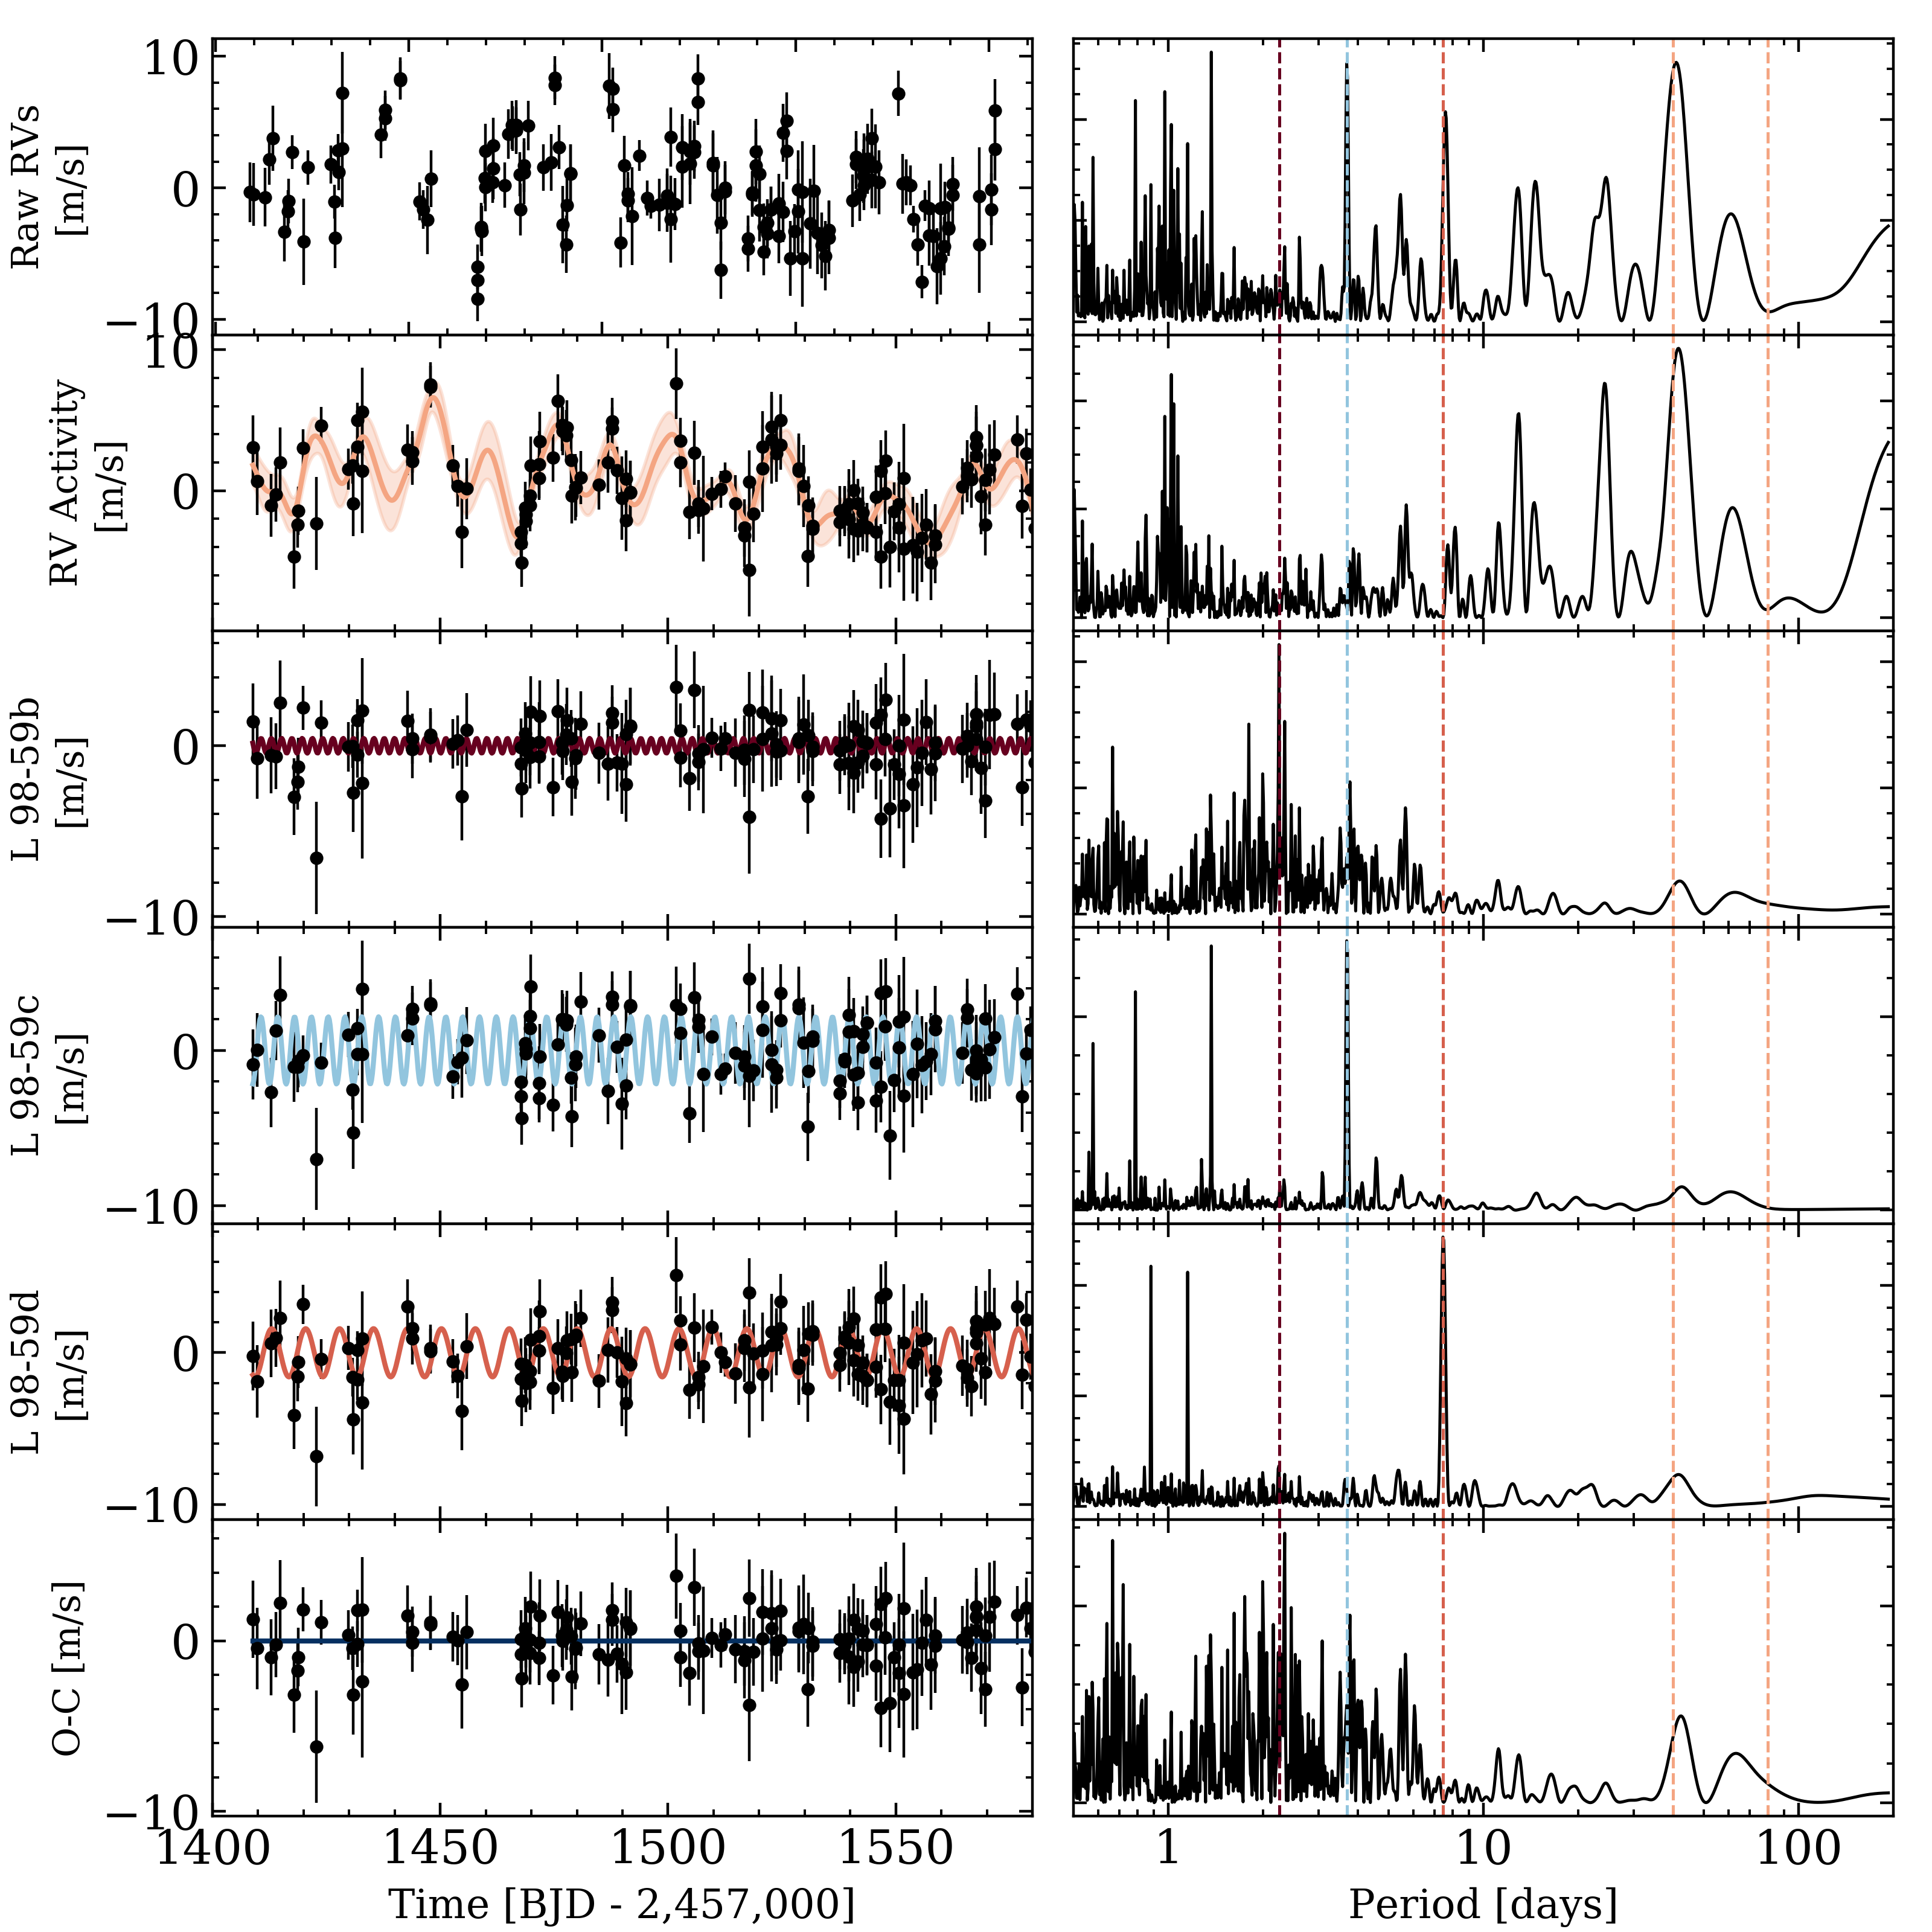 10
0
−10
Raw RVs
[m/s]
10
0
RV Activity
[m/s]
0
−10
L 98-59b
[m/s]
0
−10
L 98-59c
[m/s]
0
−10
L 98-59d
[m/s]
0
−10
O-C [m/s]
1400 1450 1500 1550
1 10 100
Time [BJD - 2,457,000]
Period [days]